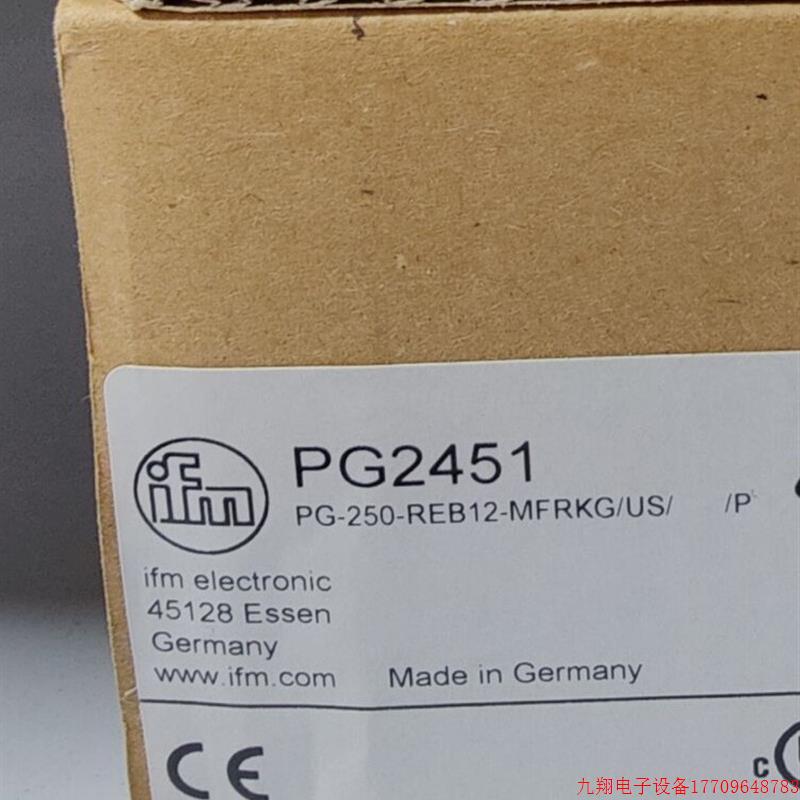 ifm
PG2451
PG-250-REB12-MFRKG/US/ /P
ifm electronic
45128 Essen
Germany
www.ifm.com
Made in Germany
CE
c
九翔电子设备17709648783